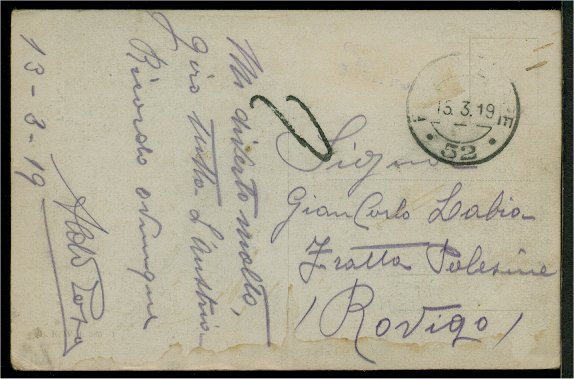 Mi diverto molto,
giro tutta l'Austria
Ricordo ovunque
13-3-19
15.3.19
52
Signor
Gian Carlo Labia
Fratta Polesine
(Rovigo)